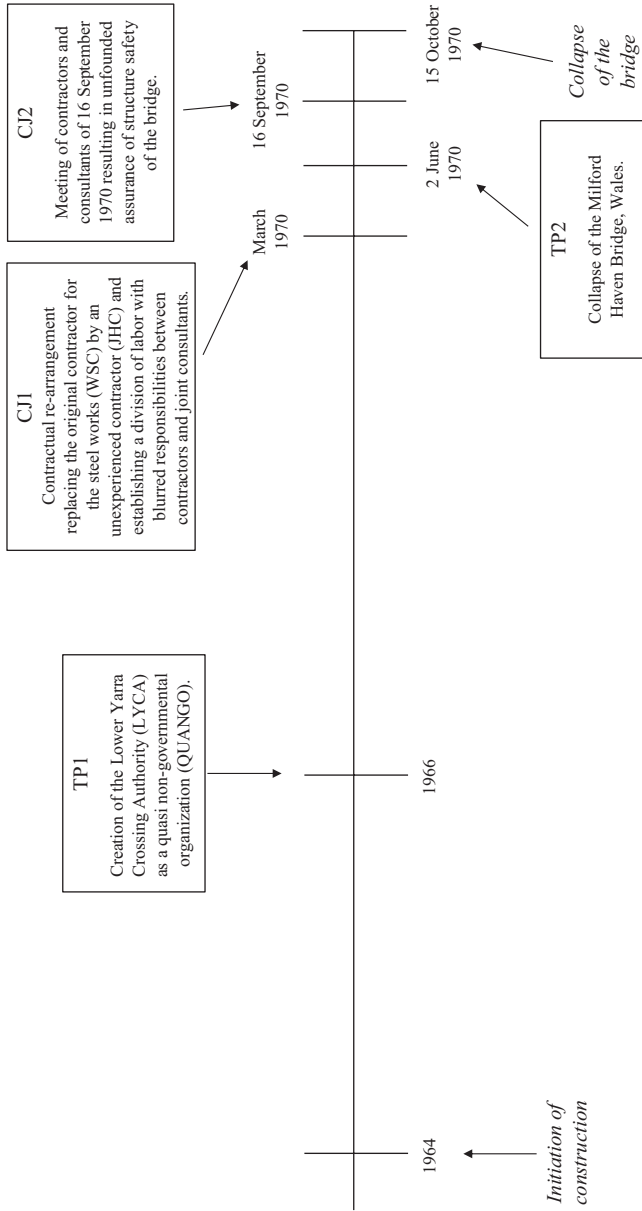 TP1
Creation of the Lower Yarra
Crossing Authority (LYCA)
as a quasi non-governmental
organization (QUANGO).
CJ1
Contractual re-arrangement
replacing the original contractor for
the steel works (WSC) by an
unexperienced contractor (JHC) and
establishing a division of labor with
blurred responsibilities between
contractors and joint consultants.
CJ2
Meeting of contractors and
consultants of 16 September
1970 resulting in unfounded
assurance of structure safety
of the bridge.
March
1970
16 September
1970
1964
1966
2 June
1970
15 October
1970
Initiation of
construction
TP2
Collapse of the Milford
Haven Bridge, Wales.
Collapse
of the
bridge